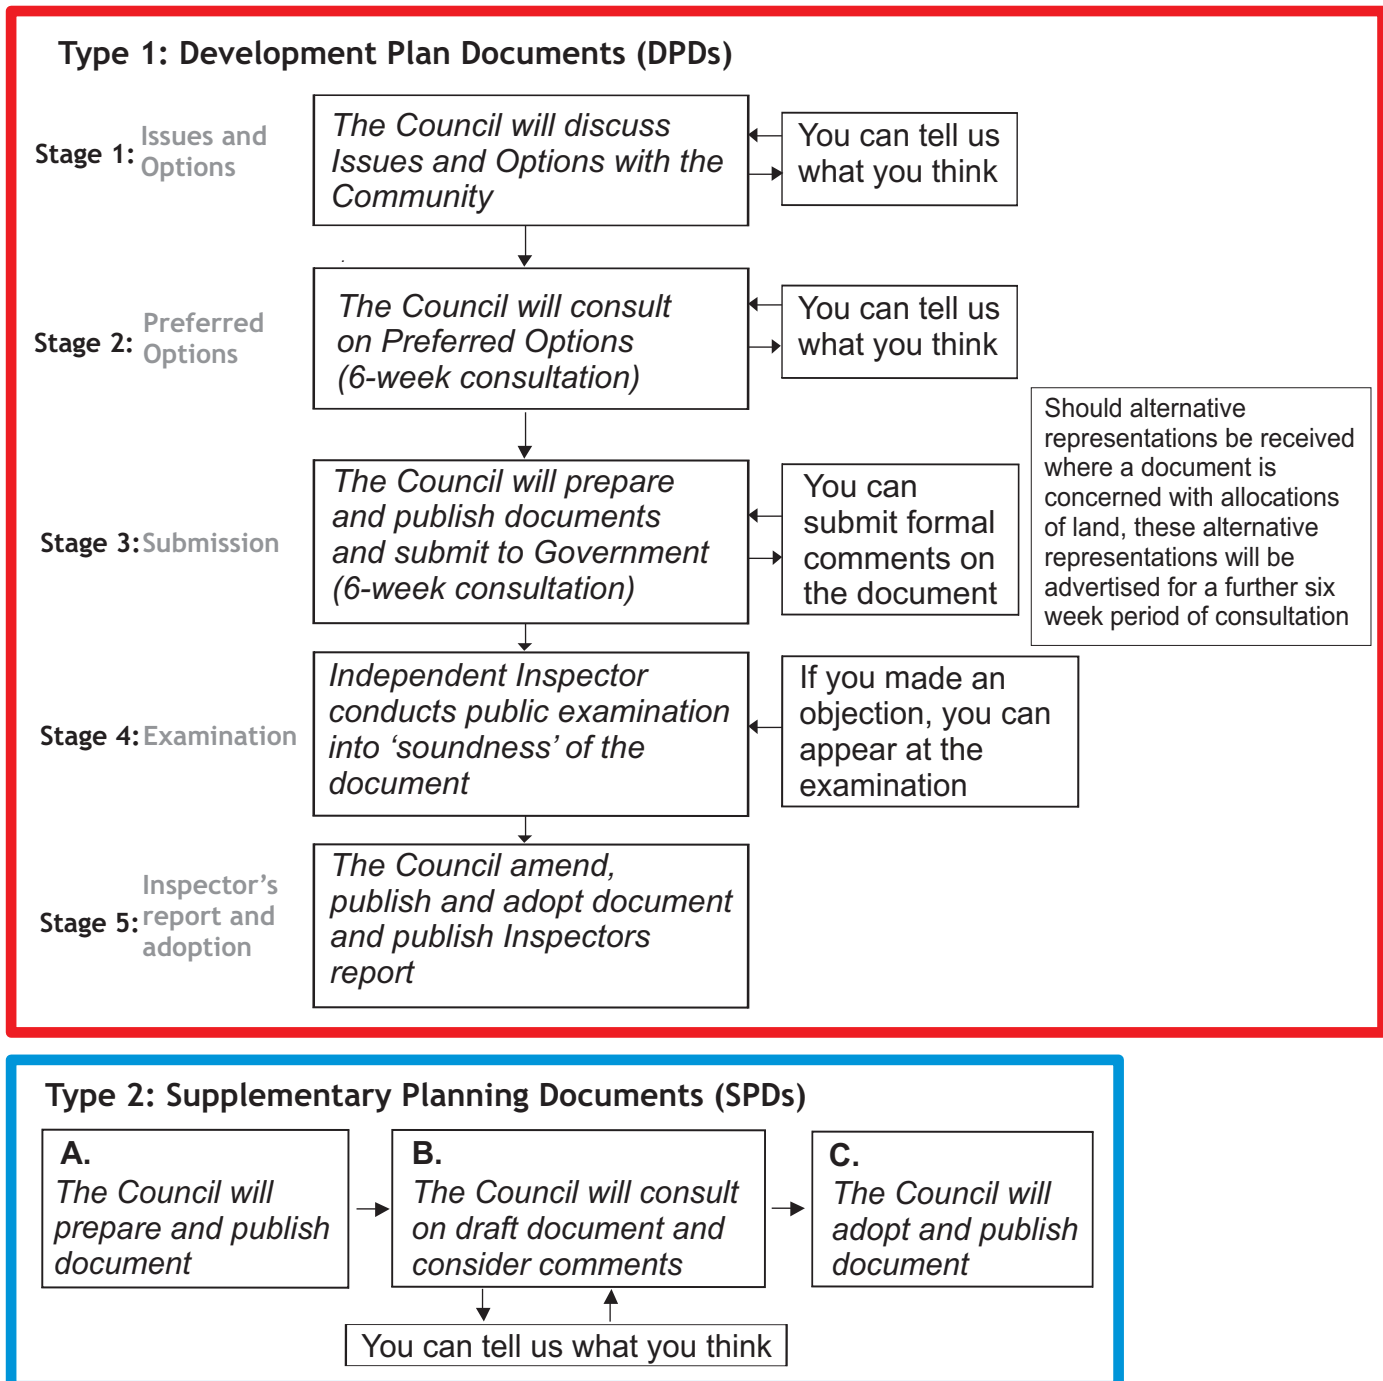 Type 1: Development Plan Documents (DPDs)
Stage 1:
Issues and
Options
The Council will discuss
Issues and Options with the
Community
You can tell us
what you think
Stage 2:
Preferred
Options
The Council will consult
on Preferred Options
(6-week consultation)
You can tell us
what you think
Stage 3:
Submission
The Council will prepare
and publish documents
and submit to Government
(6-week consultation)
You can
submit formal
comments on
the document
Should alternative
representations be received
where a document is
concerned with allocations
of land, these alternative
representations will be
advertised for a further six
week period of consultation
Stage 4:
Examination
Independent Inspector
conducts public examination
into ‘soundness’ of the
document
If you made an
objection, you can
appear at the
examination
Stage 5:
Inspector’s
report and
adoption
The Council amend,
publish and adopt document
and publish Inspectors
report
Type 2: Supplementary Planning Documents (SPDs)
A.
The Council will
prepare and publish
document
B.
The Council will consult
on draft document and
consider comments
C.
The Council will
adopt and publish
document
You can tell us what you think